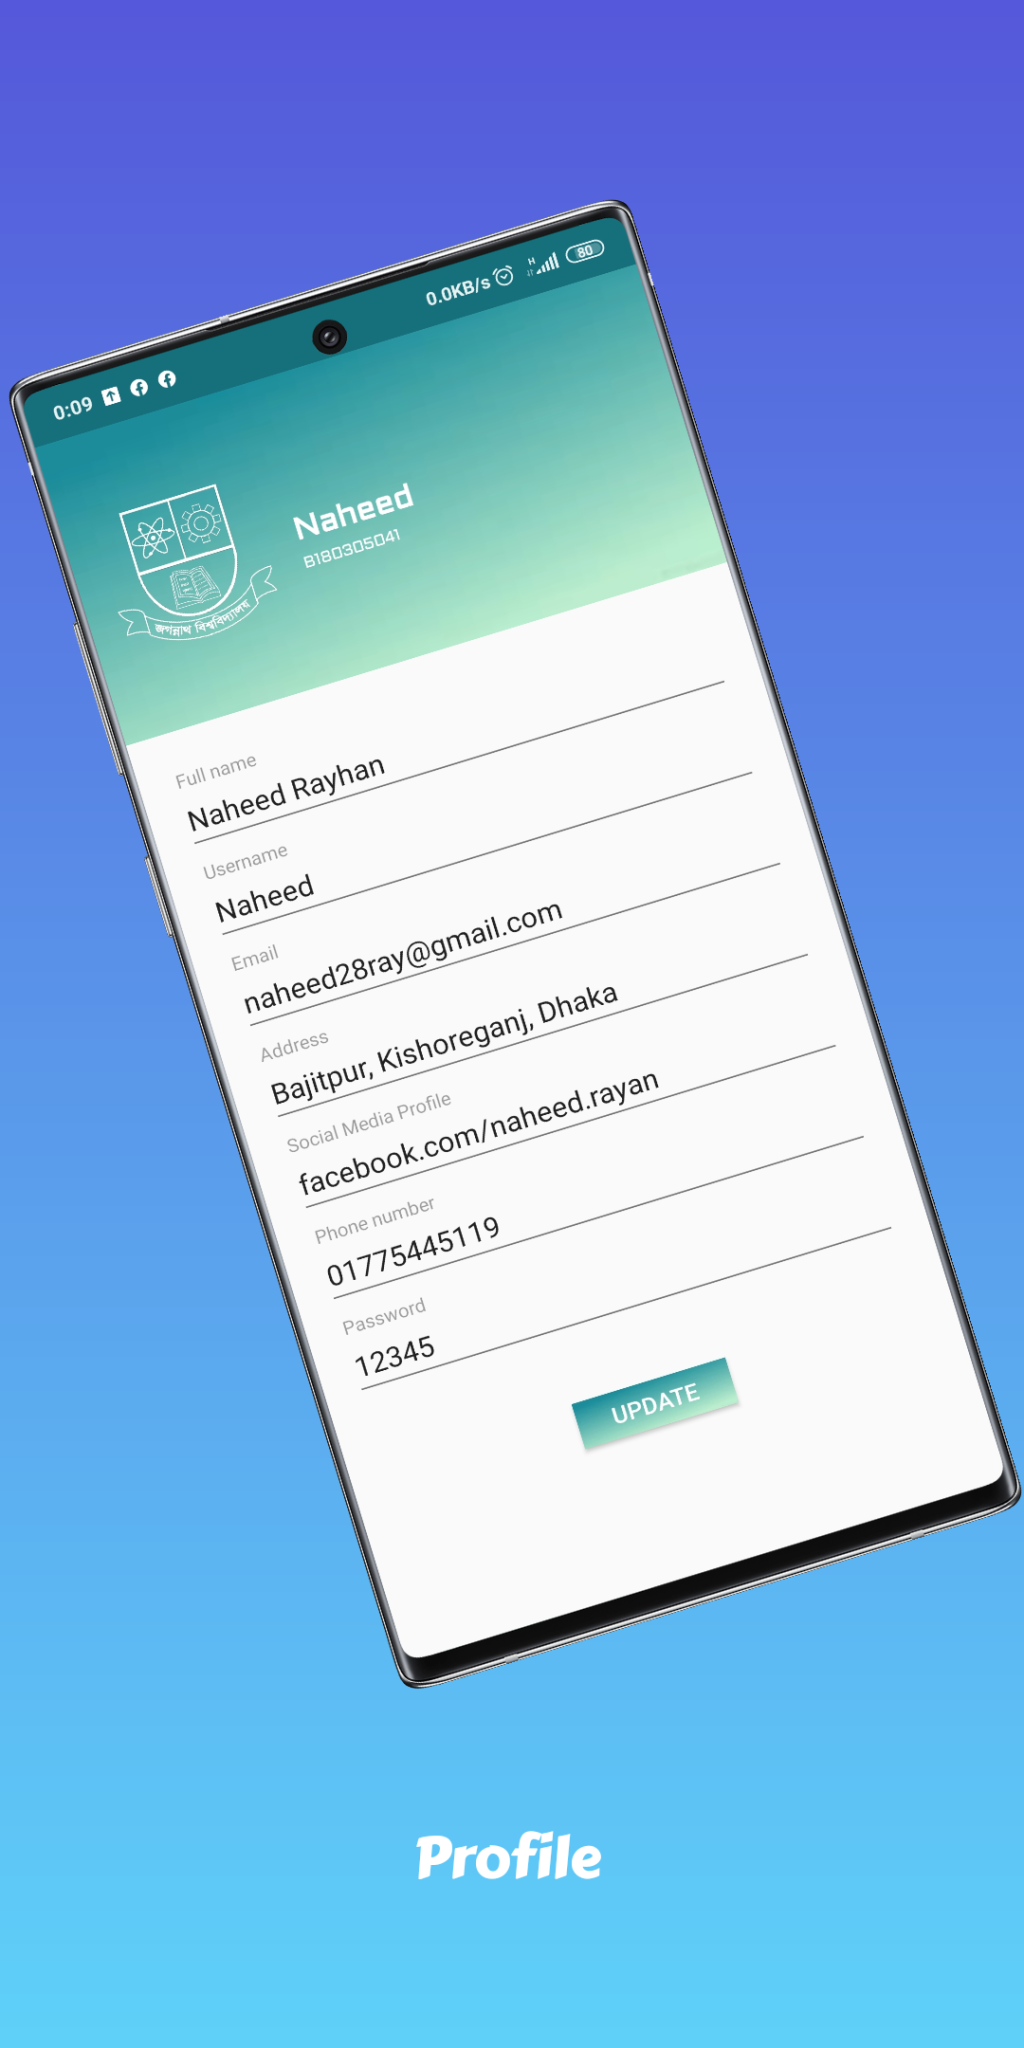 0:09
0.0KB/s
H
80
Naheed
B180305041
জগন্নাথ বিশ্ববিদ্যালয়
Full name
Naheed Rayhan
Username
Naheed
Email
naheed28ray@gmail.com
Address
Bajitpur, Kishoreganj, Dhaka
Social Media Profile
facebook.com/naheed.rayan
Phone number
01775445119
Password
12345
UPDATE
Profile